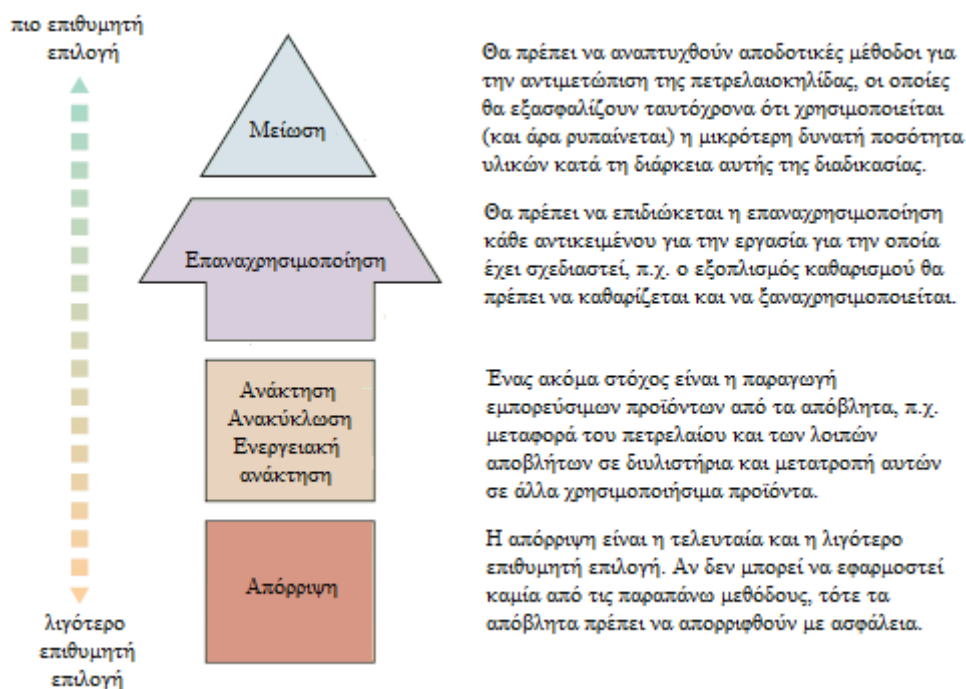 πιο επιθυμητή
επιλογή
Μείωση
Θα πρέπει να αναπτυχθούν αποδοτικές μέθοδοι για
την αντιμετώπιση της πετρελαιοκηλίδας, οι οποίες
θα εξασφαλίζουν ταυτόχρονα ότι χρησιμοποιείται
(και άρα ρυπαίνεται) η μικρότερη δυνατή ποσότητα
υλικών κατά τη διάρκεια αυτής της διαδικασίας.
Επαναχρησιμοποίηση
Θα πρέπει να επιδιώκεται η επαναχρησιμοποίηση
κάθε αντικειμένου για την εργασία για την οποία
έχει σχεδιαστεί, π.χ. ο εξοπλισμός καθαρισμού θα
πρέπει να καθαρίζεται και να ξαναχρησιμοποιείται.
Ανάκτηση
Ανακύκλωση
Ενεργειακή
ανάκτηση
Ένας ακόμα στόχος είναι η παραγωγή
εμπορεύσιμων προϊόντων από τα απόβλητα, π.χ.
μεταφορά του πετρελαίου και των λοιπών
αποβλήτων σε διυλιστήρια και μετατροπή αυτών
σε άλλα χρησιμοποιήσιμα προϊόντα.
Απόρριψη
Η απόρριψη είναι η τελευταία και η λιγότερο
επιθυμητή επιλογή. Αν δεν μπορεί να εφαρμοστεί
καμία από τις παραπάνω μεθόδους, τότε τα
απόβλητα πρέπει να απορριφθούν με ασφάλεια.
λιγότερο
επιθυμητή
επιλογή